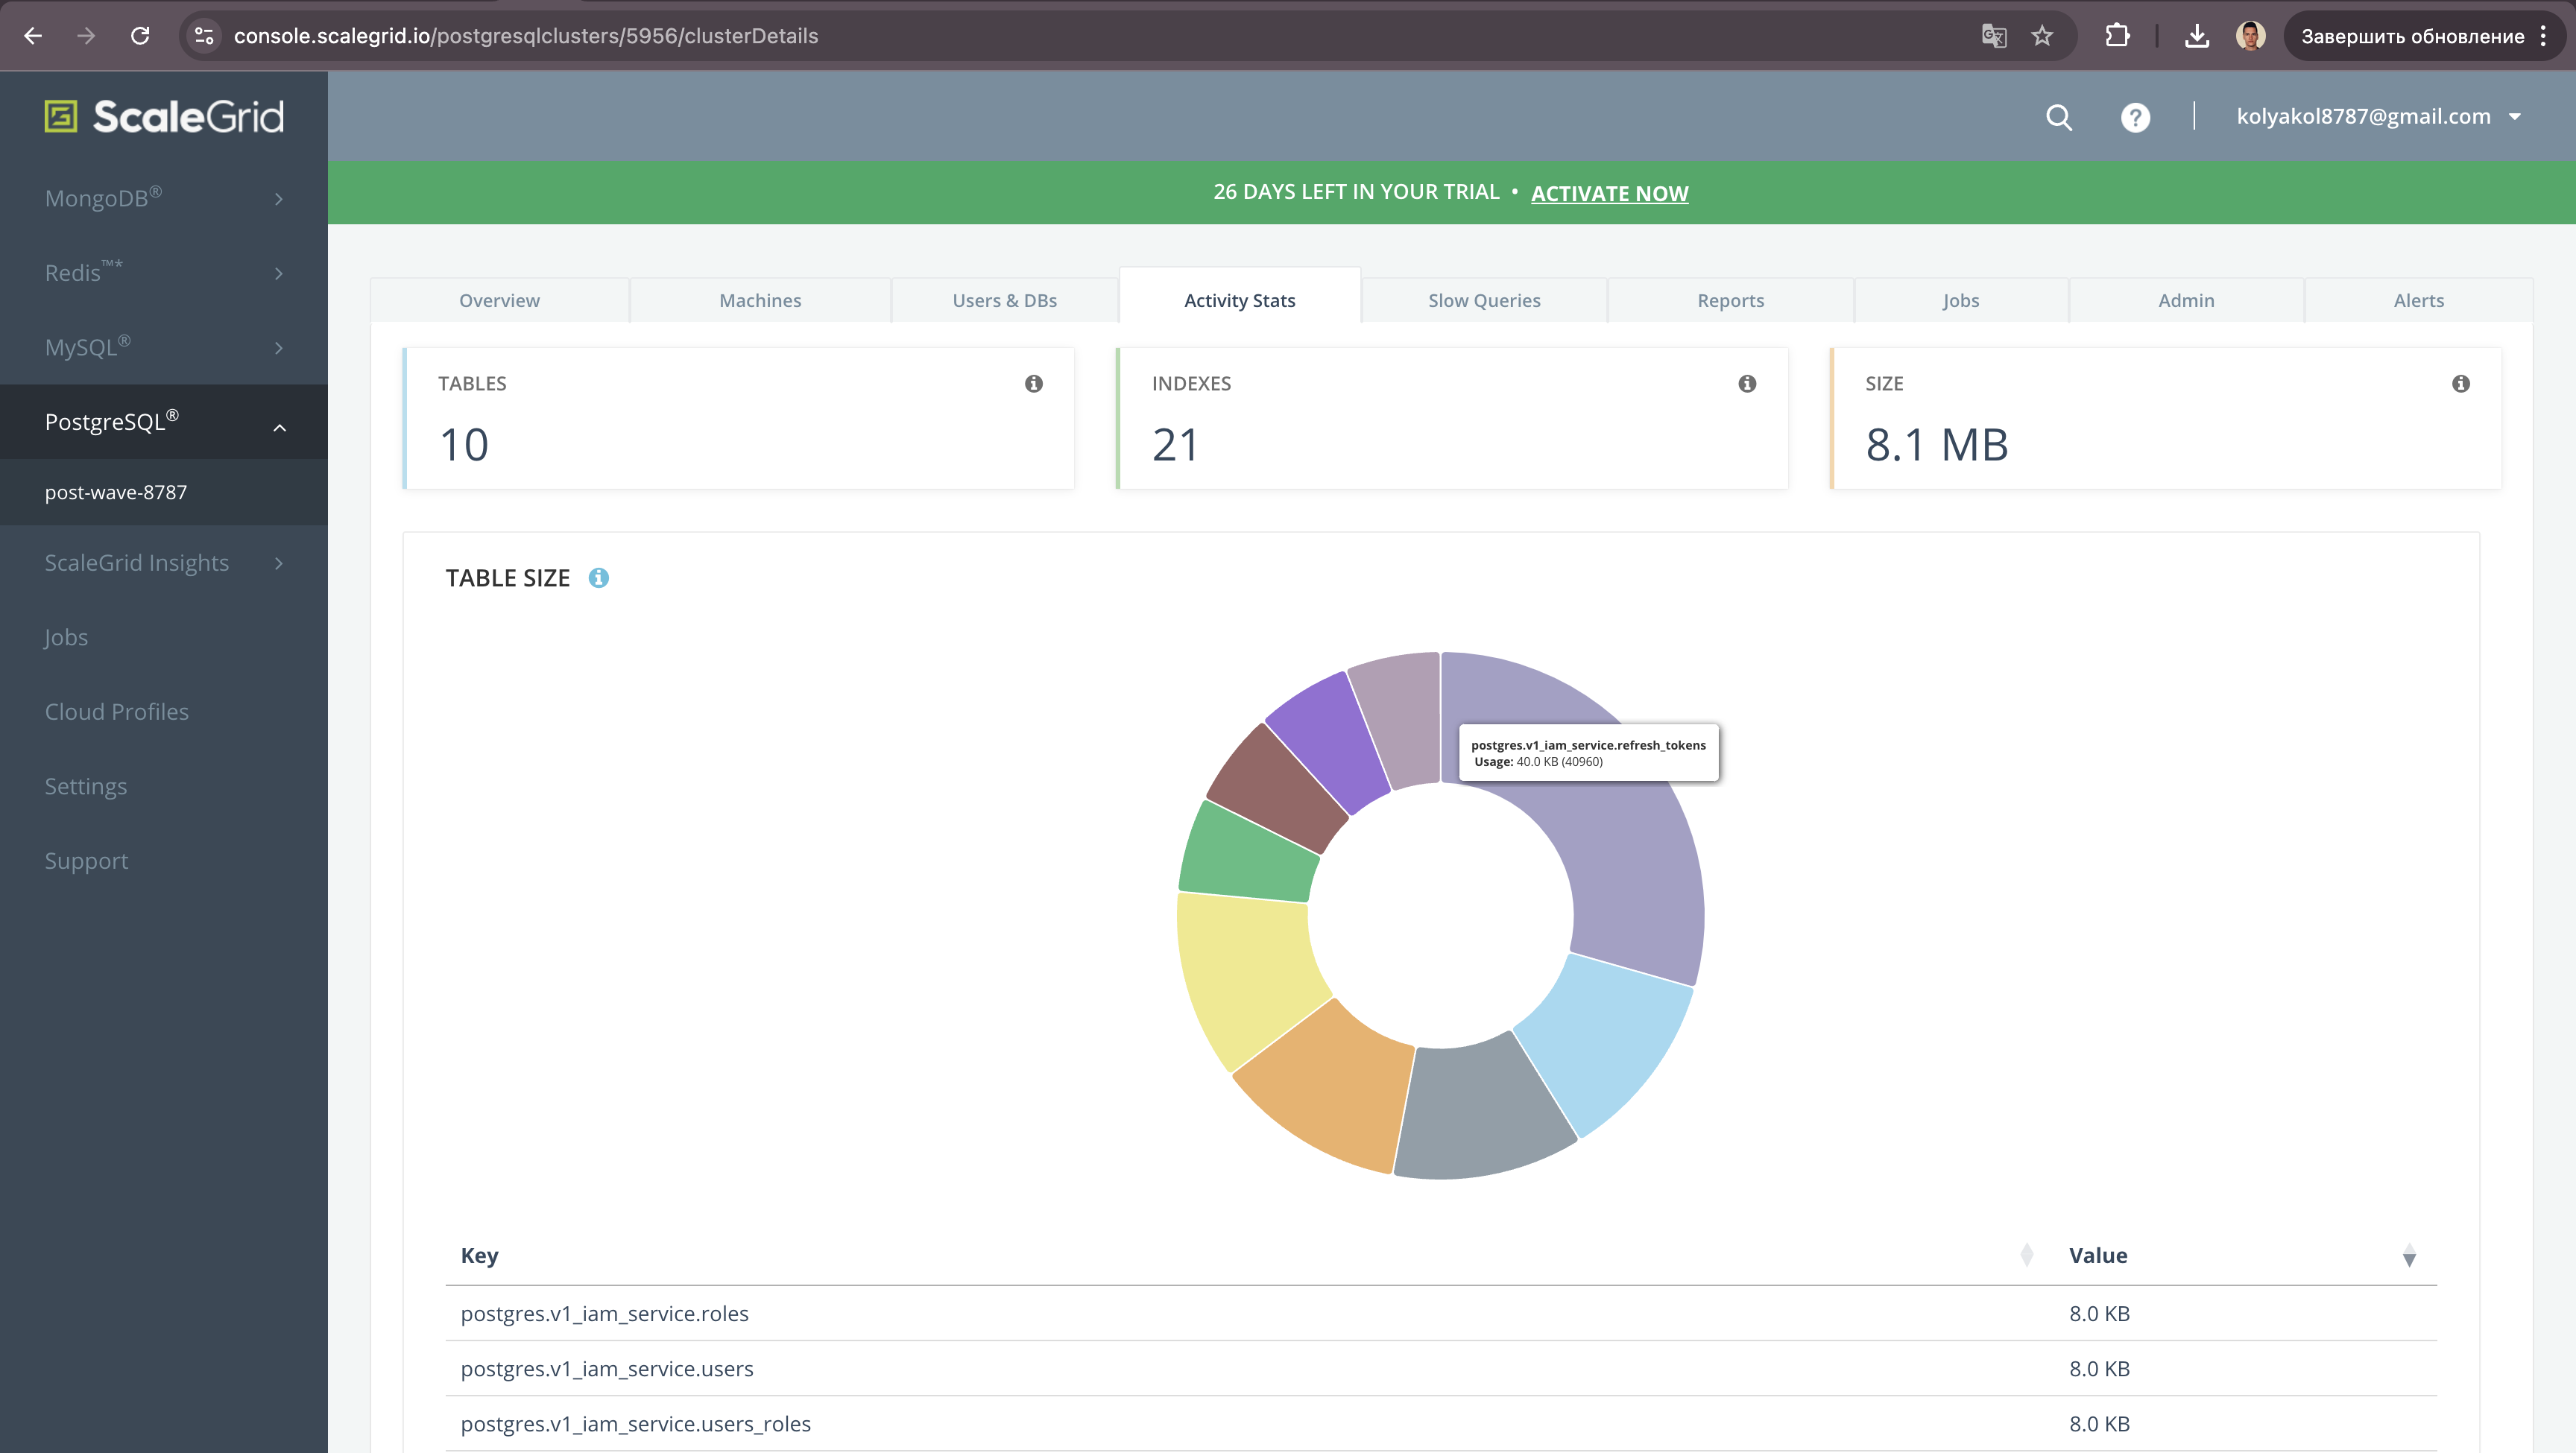 console.scalegrid.io/postgresqlclusters/5956/clusterDetails
Завершить обновление
ScaleGrid
kolyakol8787@gmail.com
26 DAYS LEFT IN YOUR TRIAL • ACTIVATE NOW
MongoDB®
Redis™*
MySQL®
PostgreSQL®
post-wave-8787
ScaleGrid Insights
Jobs
Cloud Profiles
Settings
Support
Overview
Machines
Users & DBs
Activity Stats
Slow Queries
Reports
Jobs
Admin
Alerts
TABLES
10
INDEXES
21
SIZE
8.1 MB
TABLE SIZE
postgres.v1_iam_service.refresh_tokens
Usage: 40.0 KB (40960)
Key Value
postgres.v1_iam_service.roles 8.0 KB
postgres.v1_iam_service.users 8.0 KB
postgres.v1_iam_service.users_roles 8.0 KB